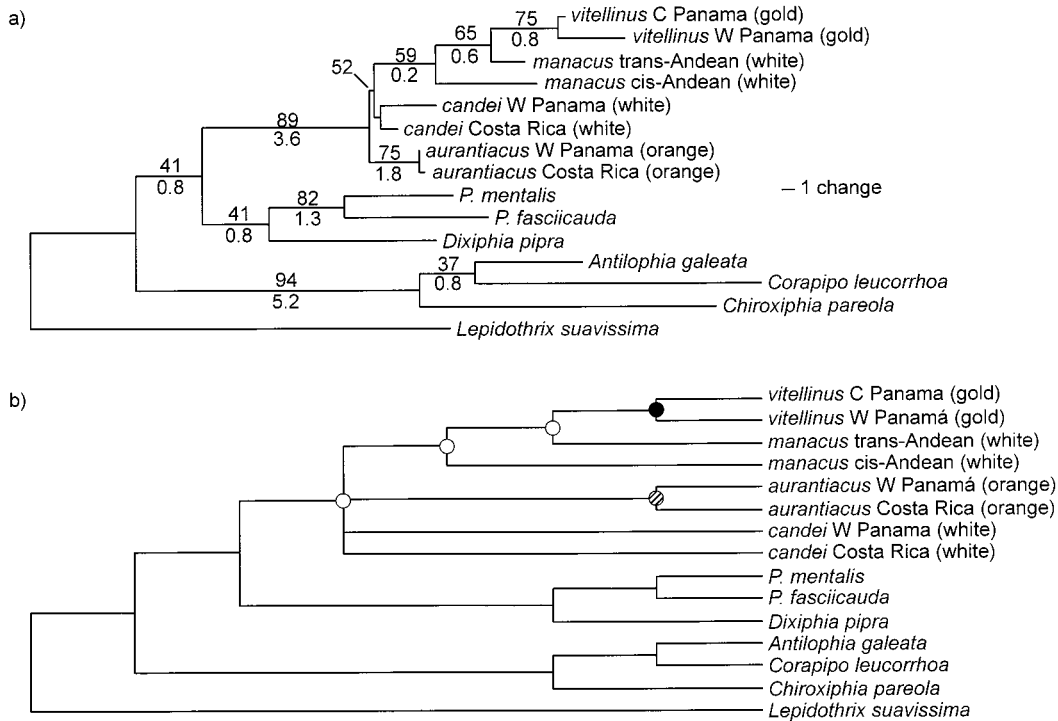 a)
75
vitellinus C Panama (gold)
65
0.8
vitellinus W Panama (gold)
59
0.6
manacus trans-Andean (white)
52
0.2
manacus cis-Andean (white)
candei W Panama (white)
89
candei Costa Rica (white)
3.6
75
aurantiacus W Panama (orange)
41
1.8
aurantiacus Costa Rica (orange)
0.8
82
P. mentalis
1 change
41
1.3
P. fasciicauda
0.8
Dixiphia pipra
37
Antilophia galeata
94
0.8
Corapipo leucorrhoa
5.2
Chiroxiphia pareola
Lepidothrix suavissima
b)
vitellinus C Panama (gold)
vitellinus W Panamá (gold)
manacus trans-Andean (white)
manacus cis-Andean (white)
aurantiacus W Panamá (orange)
aurantiacus Costa Rica (orange)
candei W Panama (white)
candei Costa Rica (white)
P. mentalis
P. fasciicauda
Dixiphia pipra
Antilophia galeata
Corapipo leucorrhoa
Chiroxiphia pareola
Lepidothrix suavissima